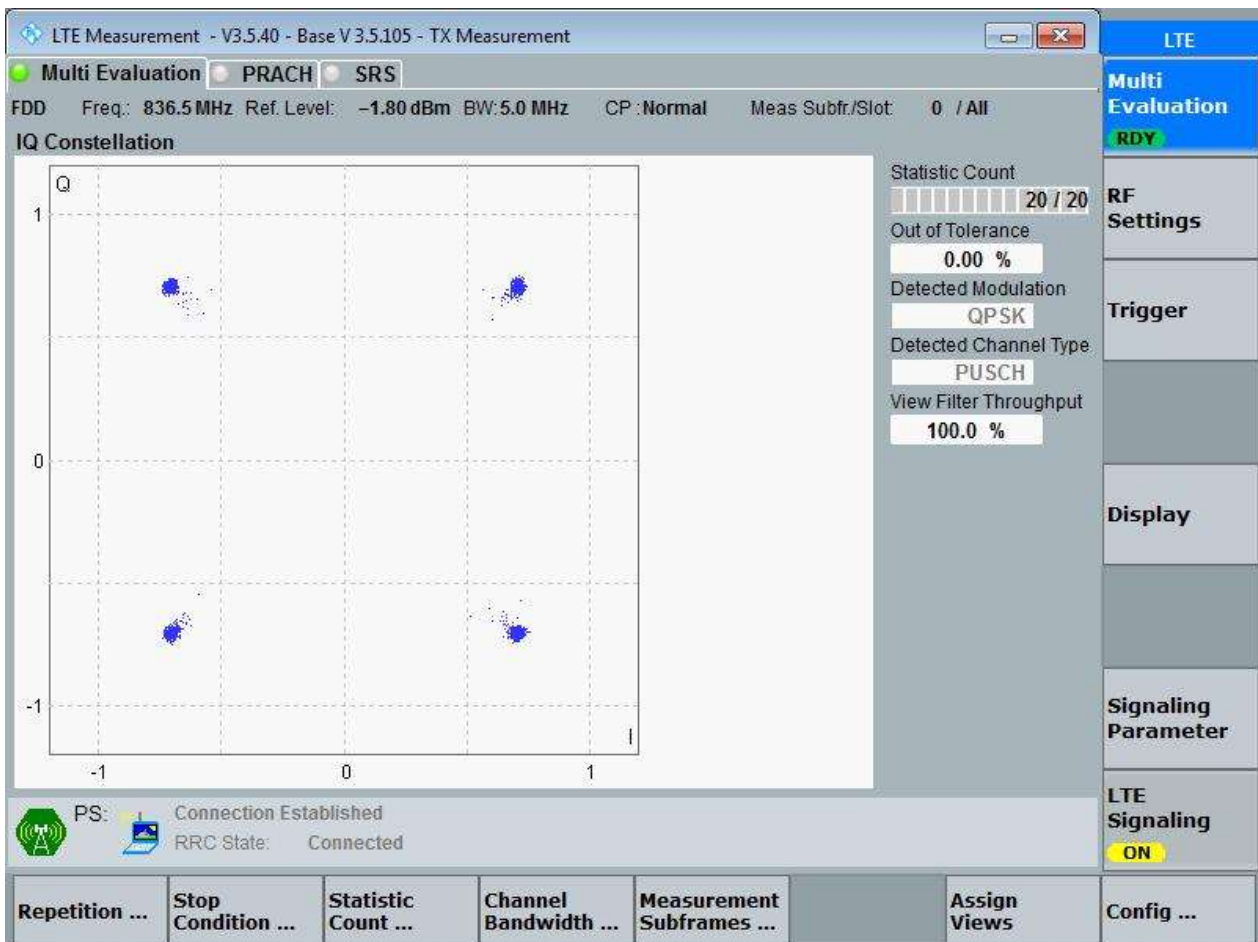 LTE Measurement - V3.5.40 - Base V 3.5.105 - TX Measurement
LTE
Multi Evaluation PRACH SRS
FDD Freq.: 836.5 MHz Ref. Level: -1.80 dBm BW: 5.0 MHz CP : Normal Meas Subfr./Slot: 0 / All
IQ Constellation
Q
1
0
-1
-1 0 1
I
Statistic Count
20 / 20
Out of Tolerance
0.00 %
Detected Modulation
QPSK
Detected Channel Type
PUSCH
View Filter Throughput
100.0 %
Multi
Evaluation
RDY
RF
Settings
Trigger
Display
Signaling
Parameter
LTE
Signaling
ON
PS: Connection Established
RRC State: Connected
Repetition ...
Stop
Condition ...
Statistic
Count ...
Channel
Bandwidth ...
Measurement
Subframes ...
Assign
Views
Config ...